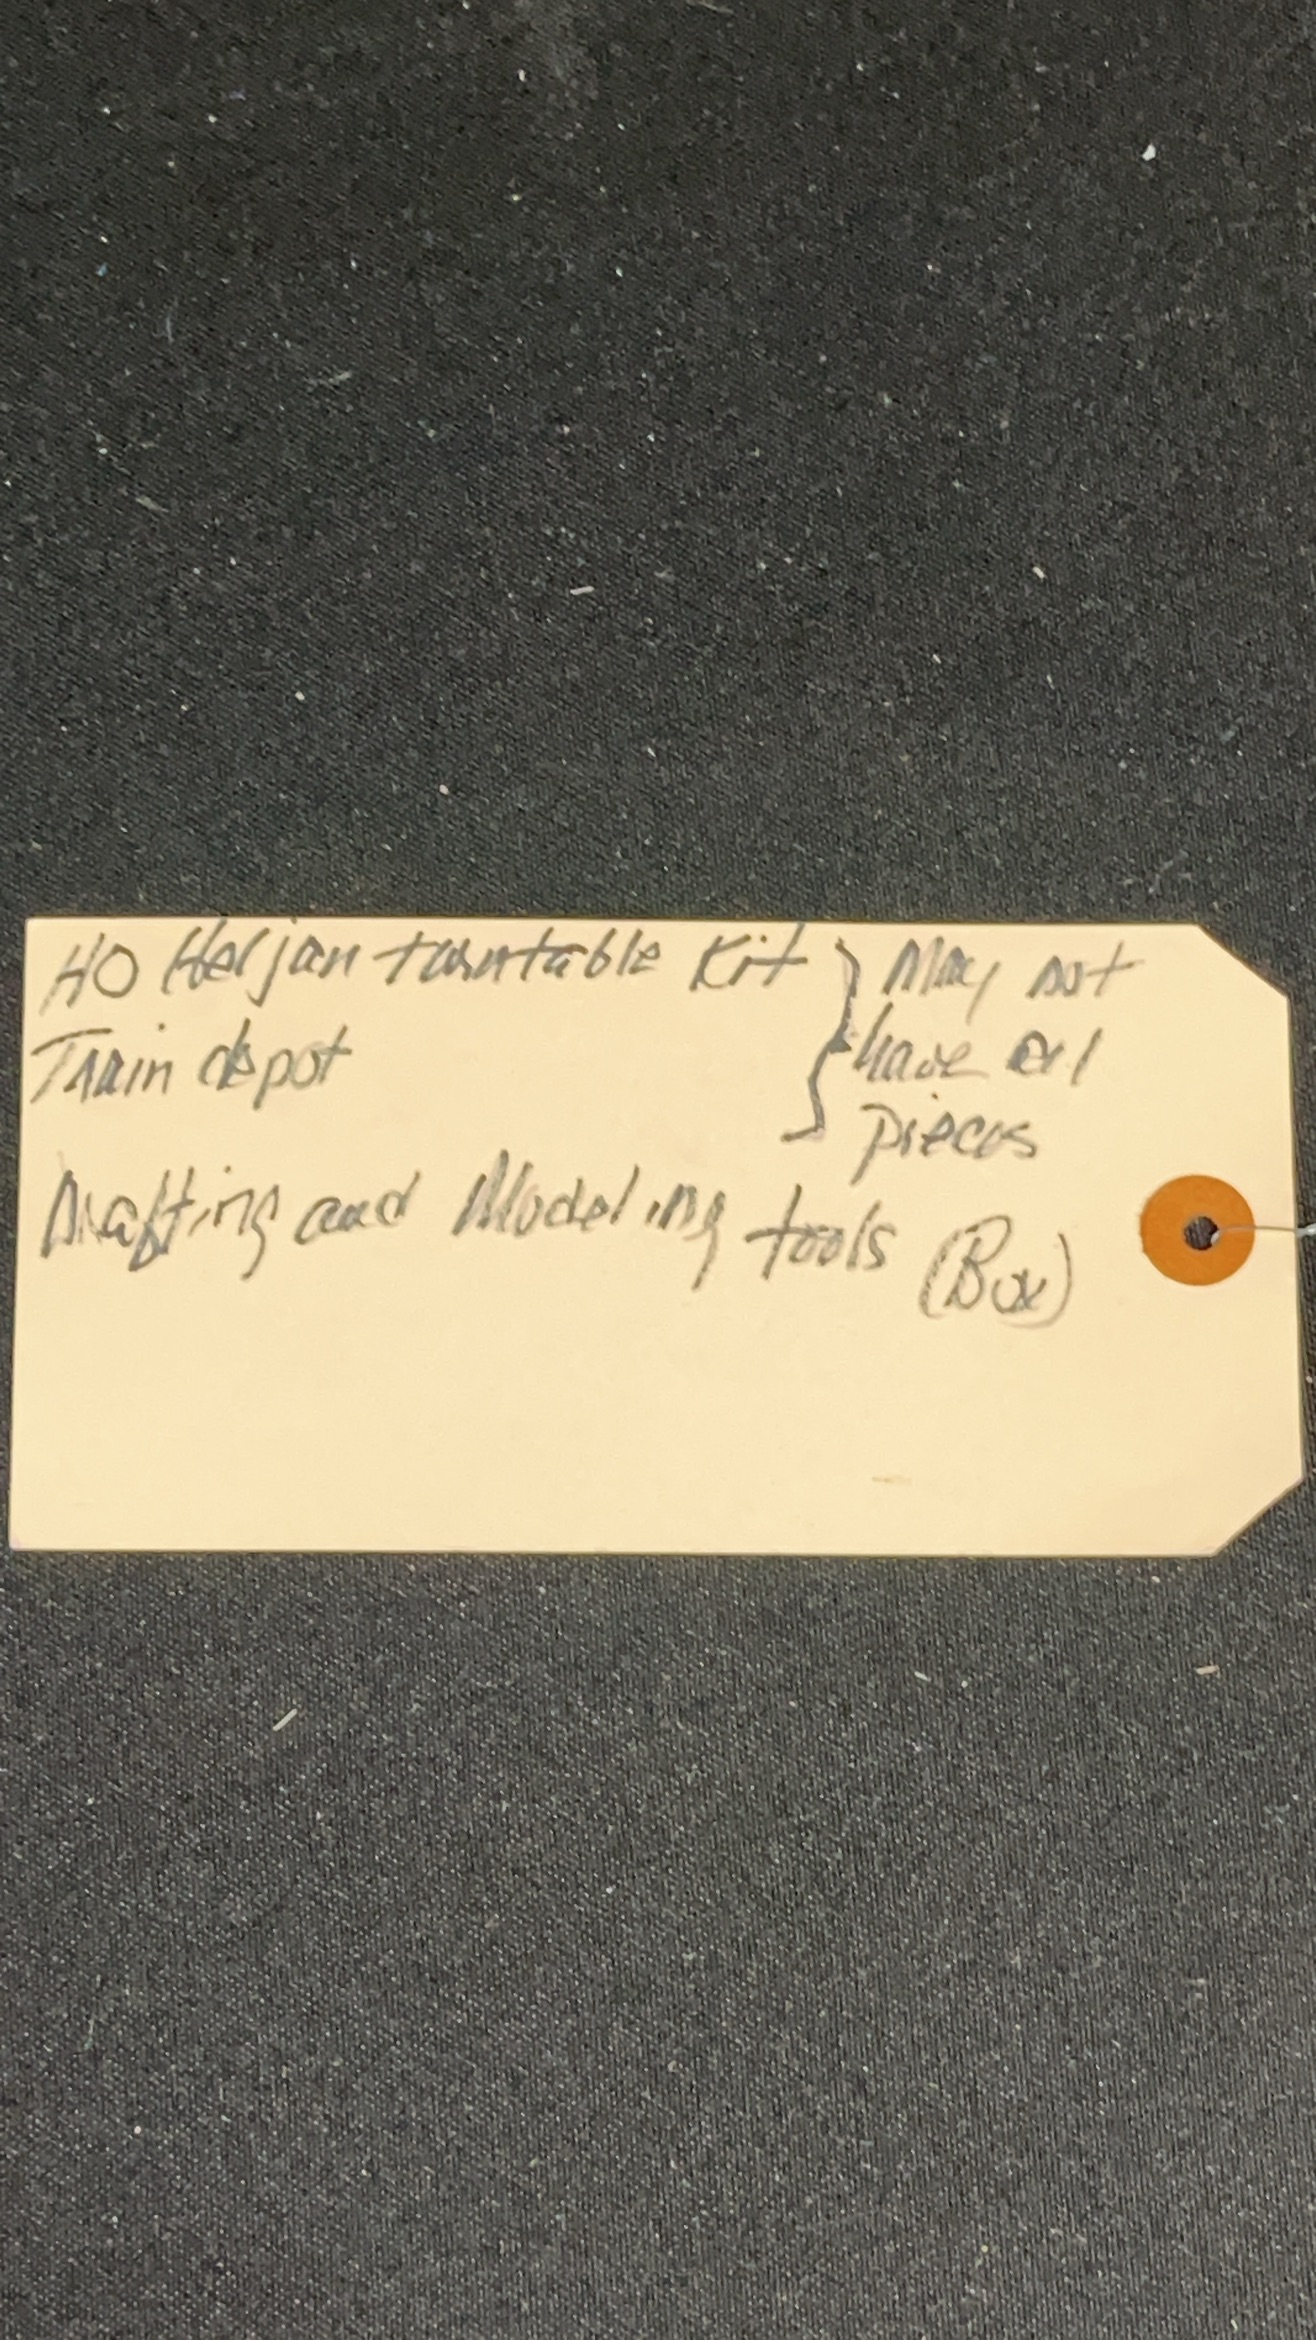 HO Heljan turntable Kit } May not
Train depot } have all
pieces
Drafting and Modeling tools (Box)